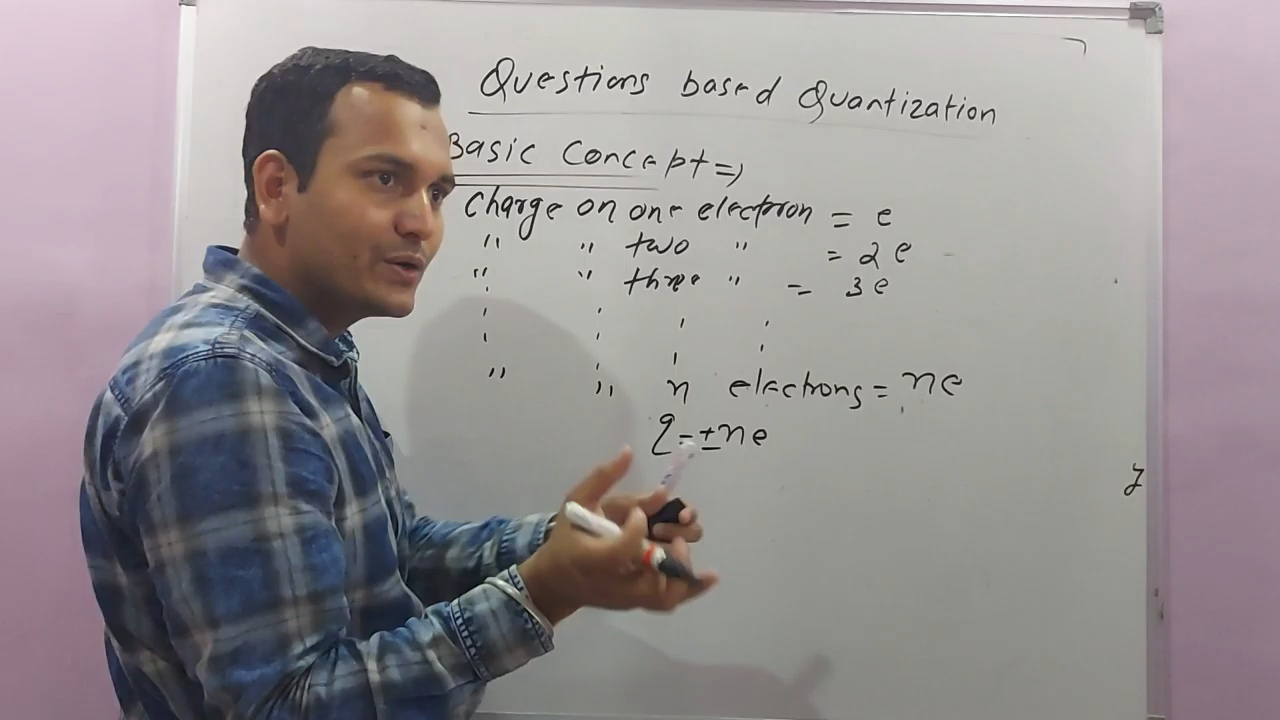 Questions based Quantization
Basic Concept ⇒
Charge on one electron = e
" " two " = 2e
" " three " = 3e
" " n electrons = ne
q = ±ne